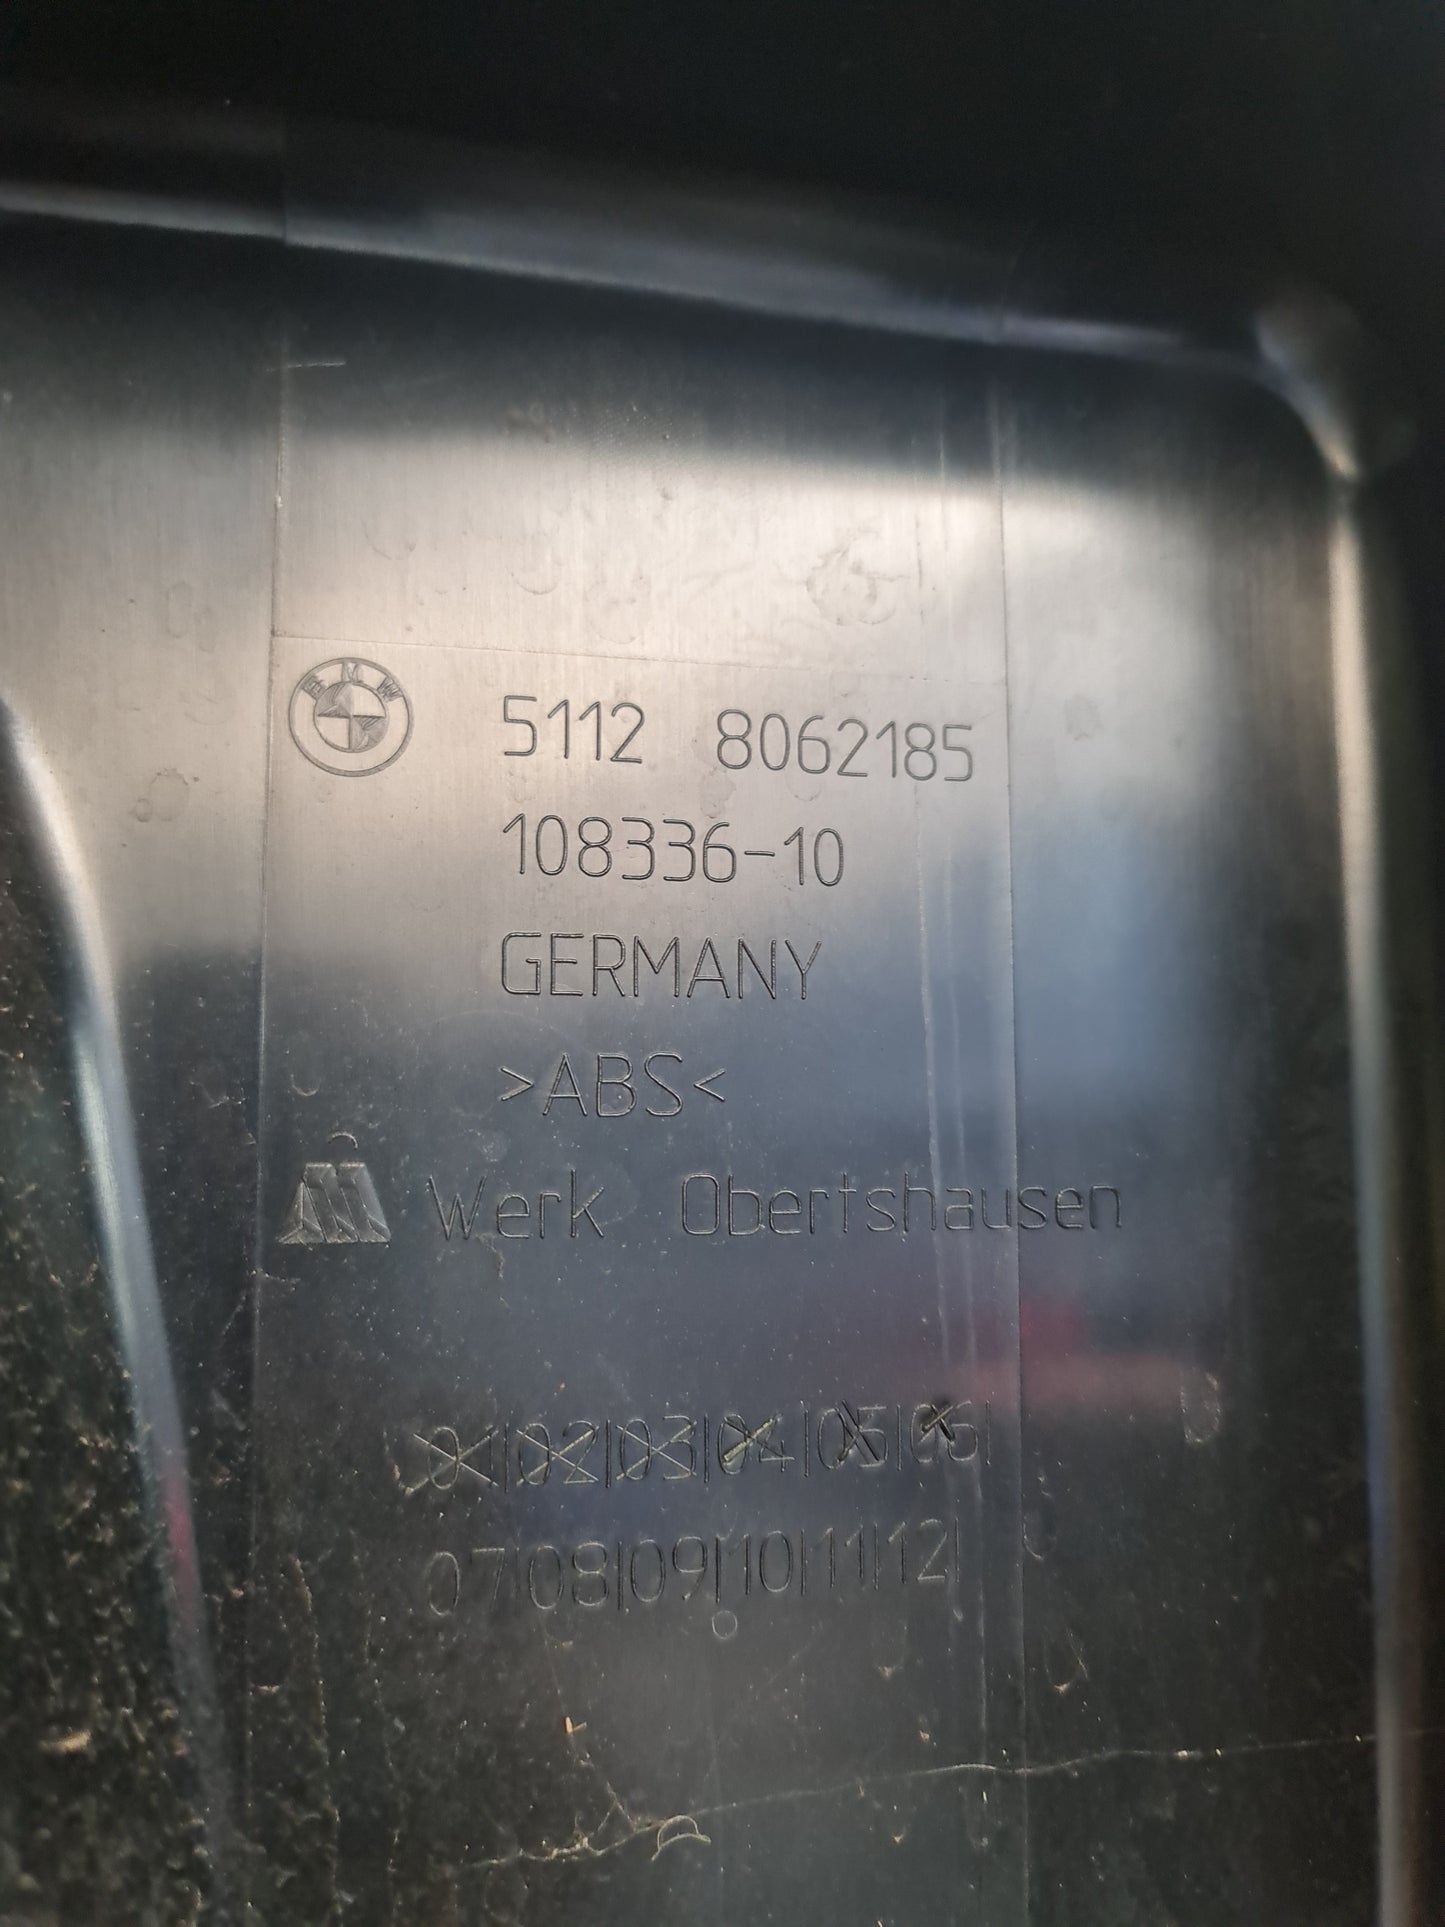 BMW 5112 8062185
108336-10
GERMANY
>ABS<
Werk Obertshausen
01|02|03|04|05|06|
07|08|09|10|11|12|